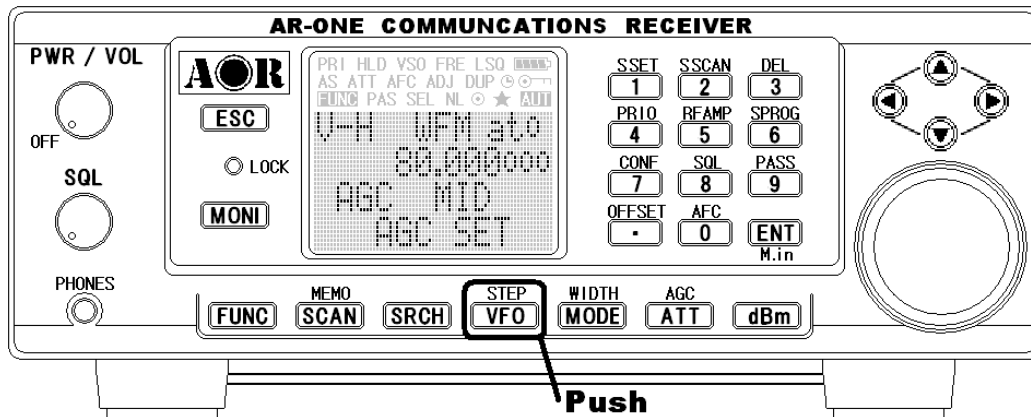 AR-ONE COMMUNCATIONS RECEIVER
PWR / VOL
OFF
SQL
PHONES
AOR
ESC
LOCK
MONI
PRI HLD VSO FRE LSQ
AS ATT AFC ADJ DUP
FUNC PAS SEL NL ★ AUT
V-H WFM ato
80.000000
AGC MID
AGC SET
SSET SSCAN DEL
1 2 3
PRIO RFAMP SPROG
4 5 6
CONF SQL PASS
7 8 9
OFFSET AFC
. 0 ENT
M.in
MEMO STEP WIDTH AGC
FUNC SCAN SRCH VFO MODE ATT dBm
Push